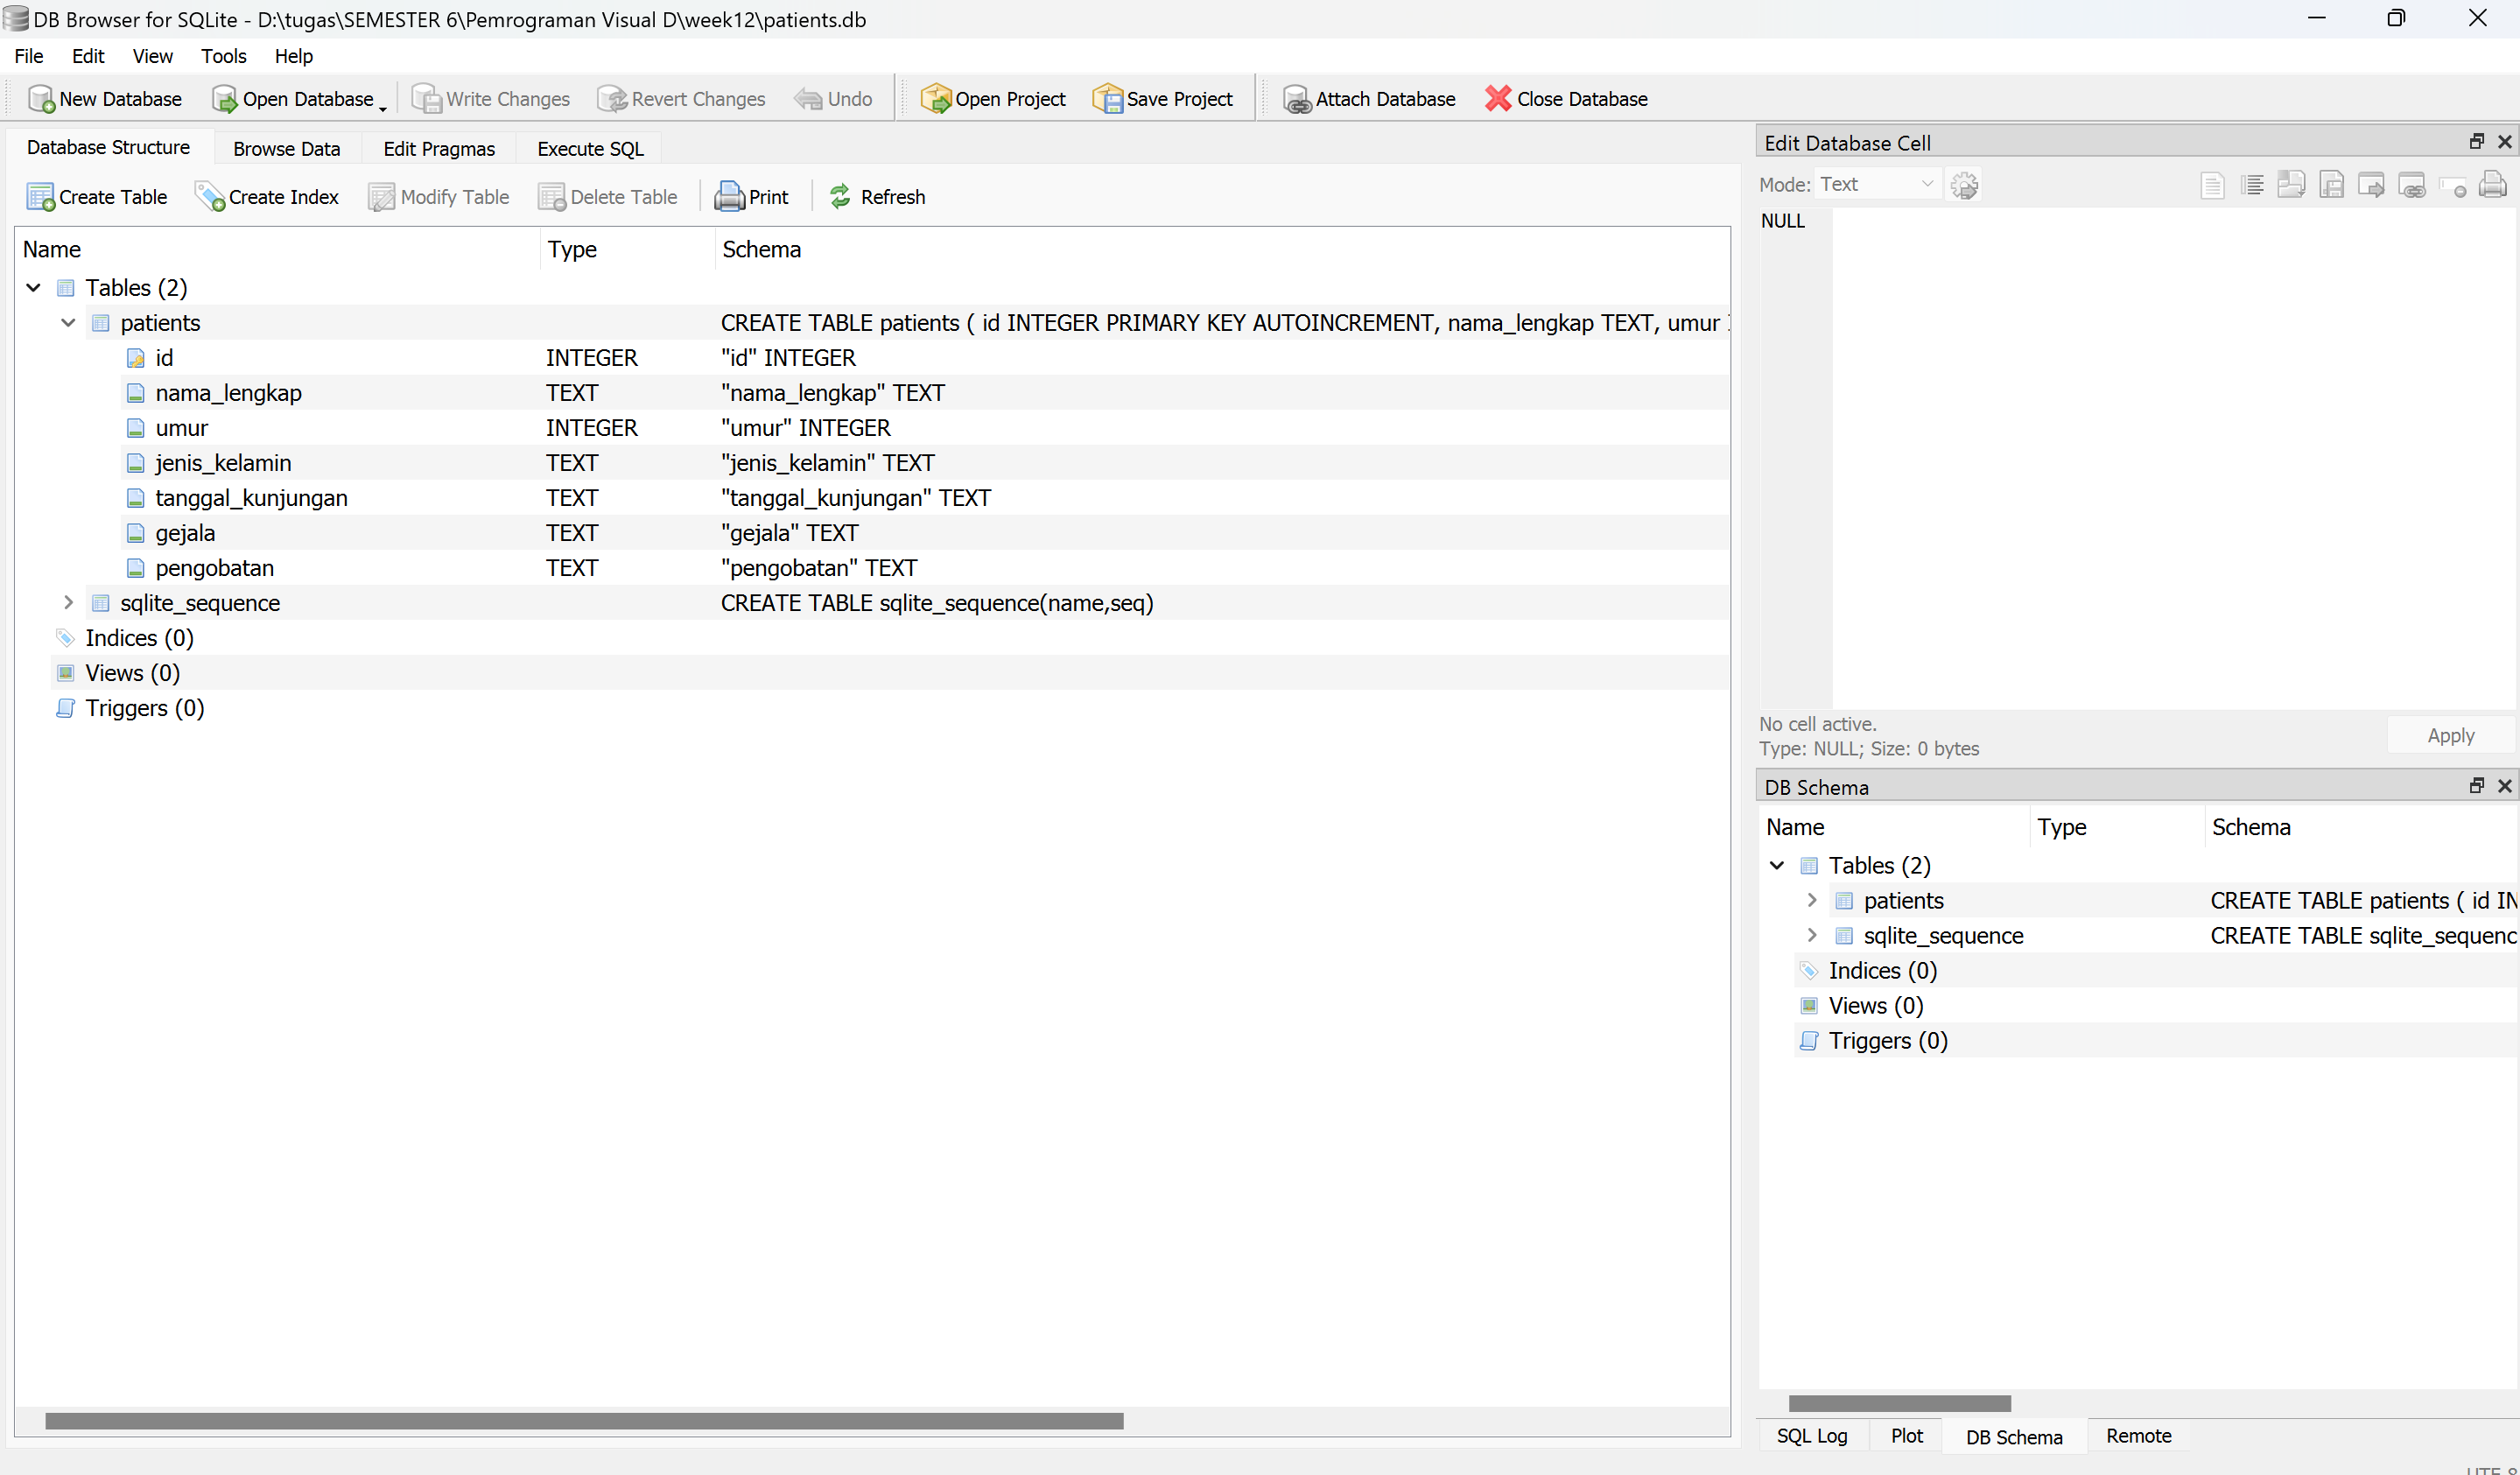 DB Browser for SQLite - D:\tugas\SEMESTER 6\Pemrograman Visual D\week12\patients.db
File Edit View Tools Help
New Database Open Database Write Changes Revert Changes Undo Open Project Save Project Attach Database Close Database
Database Structure Browse Data Edit Pragmas Execute SQL
Create Table Create Index Modify Table Delete Table Print Refresh
Name Type Schema
Tables (2)
patients CREATE TABLE patients ( id INTEGER PRIMARY KEY AUTOINCREMENT, nama_lengkap TEXT, umur
id INTEGER "id" INTEGER
nama_lengkap TEXT "nama_lengkap" TEXT
umur INTEGER "umur" INTEGER
jenis_kelamin TEXT "jenis_kelamin" TEXT
tanggal_kunjungan TEXT "tanggal_kunjungan" TEXT
gejala TEXT "gejala" TEXT
pengobatan TEXT "pengobatan" TEXT
sqlite_sequence CREATE TABLE sqlite_sequence(name,seq)
Indices (0)
Views (0)
Triggers (0)
Edit Database Cell
Mode: Text
NULL
No cell active.
Type: NULL; Size: 0 bytes
Apply
DB Schema
Name Type Schema
Tables (2)
patients CREATE TABLE patients ( id IN
sqlite_sequence CREATE TABLE sqlite_sequenc
Indices (0)
Views (0)
Triggers (0)
SQL Log Plot DB Schema Remote